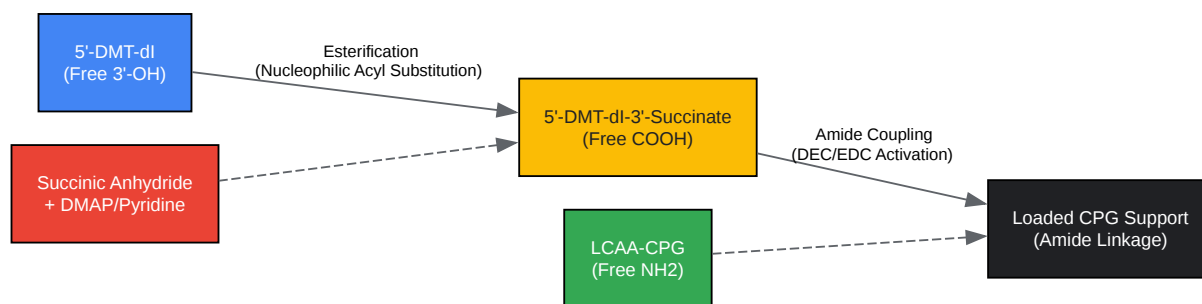 5'-DMT-dI
(Free 3'-OH)
Esterification
(Nucleophilic Acyl Substitution)
Succinic Anhydride
+ DMAP/Pyridine
5'-DMT-dI-3'-Succinate
(Free COOH)
Amide Coupling
(DEC/EDC Activation)
LCAA-CPG
(Free NH2)
Loaded CPG Support
(Amide Linkage)